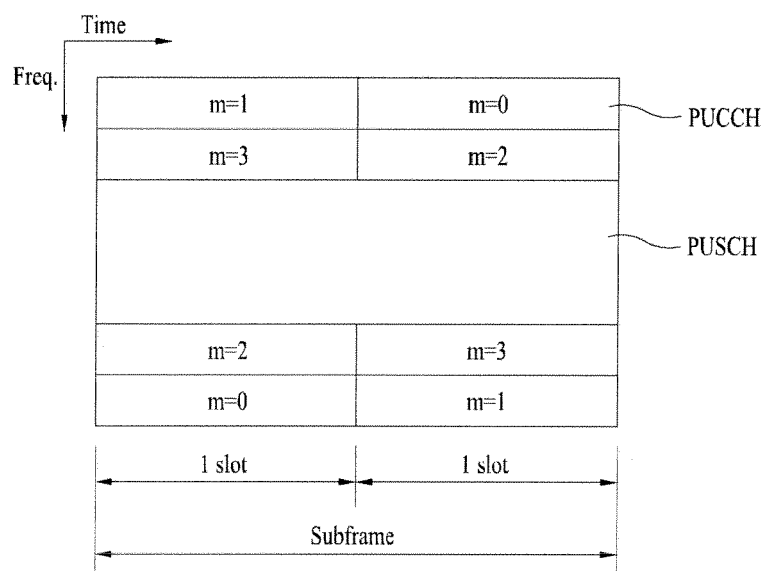 Time
Freq.
m=1 m=0
PUCCH
m=3 m=2
PUSCH
m=2 m=3
m=0 m=1
1 slot 1 slot
Subframe